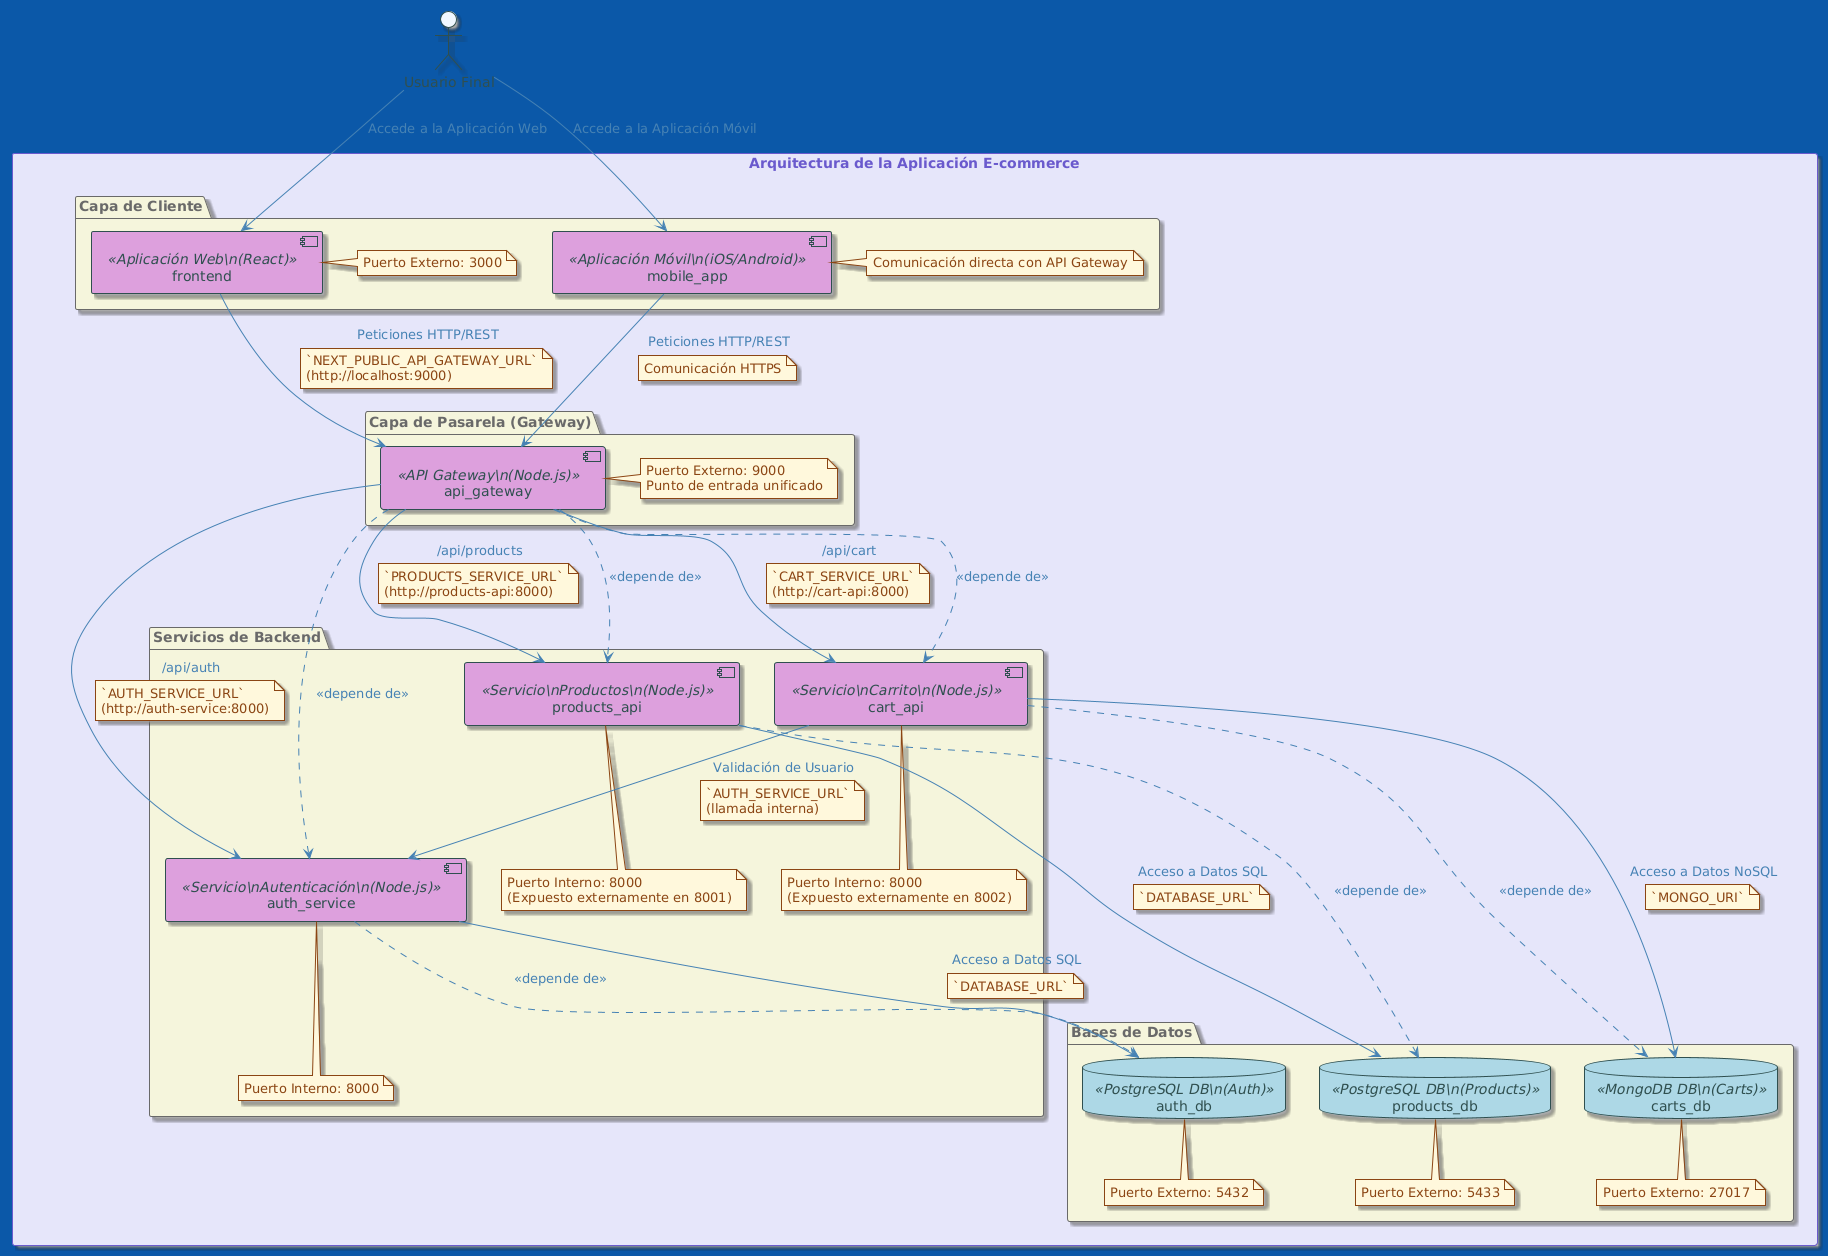 Usuario Final
Accede a la Aplicación Web
Accede a la Aplicación Móvil
Arquitectura de la Aplicación E-commerce
Capa de Cliente
«Aplicación Web\n(React)»
frontend
Puerto Externo: 3000
«Aplicación Móvil\n(iOS/Android)»
mobile_app
Comunicación directa con API Gateway
Peticiones HTTP/REST
`NEXT_PUBLIC_API_GATEWAY_URL`
(http://localhost:9000)
Peticiones HTTP/REST
Comunicación HTTPS
Capa de Pasarela (Gateway)
«API Gateway\n(Node.js)»
api_gateway
Puerto Externo: 9000
Punto de entrada unificado
/api/products
`PRODUCTS_SERVICE_URL`
(http://products-api:8000)
«depende de»
/api/cart
`CART_SERVICE_URL`
(http://cart-api:8000)
«depende de»
Servicios de Backend
/api/auth
`AUTH_SERVICE_URL`
(http://auth-service:8000)
«depende de»
«Servicio\nProductos\n(Node.js)»
products_api
«Servicio\nCarrito\n(Node.js)»
cart_api
Validación de Usuario
`AUTH_SERVICE_URL`
(llamada interna)
«Servicio\nAutenticación\n(Node.js)»
auth_service
Puerto Interno: 8000
(Expuesto externamente en 8001)
Puerto Interno: 8000
(Expuesto externamente en 8002)
Acceso a Datos SQL
`DATABASE_URL`
«depende de»
«depende de»
Acceso a Datos NoSQL
`MONGO_URI`
«depende de»
Acceso a Datos SQL
`DATABASE_URL`
Puerto Interno: 8000
Bases de Datos
«PostgreSQL DB\n(Auth)»
auth_db
«PostgreSQL DB\n(Products)»
products_db
«MongoDB DB\n(Carts)»
carts_db
Puerto Externo: 5432
Puerto Externo: 5433
Puerto Externo: 27017